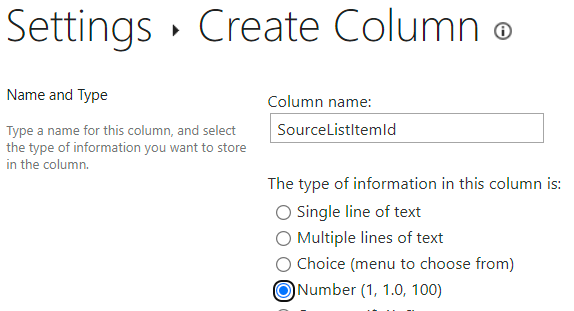 Settings ▸ Create Column
Name and Type
Type a name for this column, and select
the type of information you want to store
in the column.
Column name:
SourceListItemId
The type of information in this column is:
Single line of text
Multiple lines of text
Choice (menu to choose from)
Number (1, 1.0, 100)